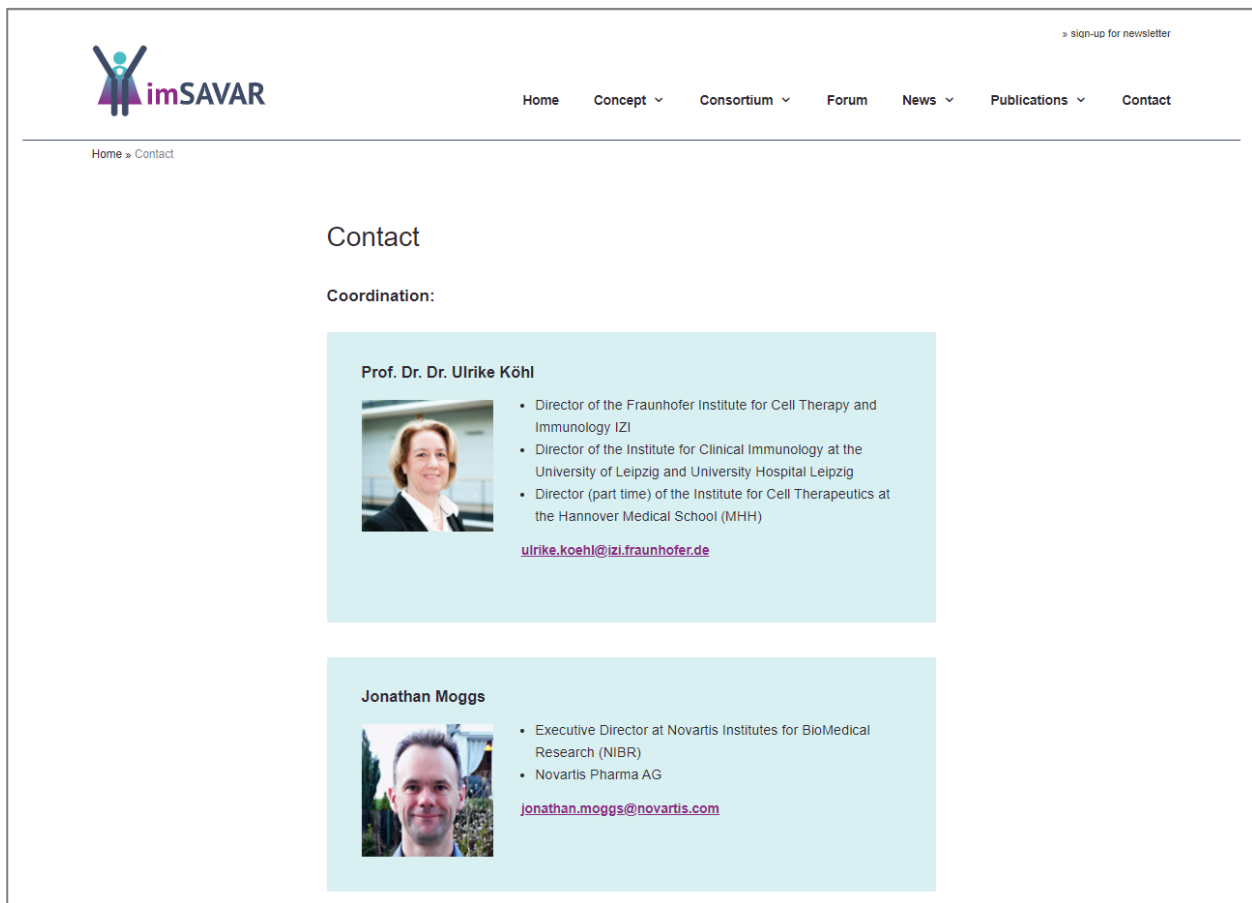 » sign-up for newsletter
imSAVAR
Home Concept Consortium Forum News Publications Contact
Home » Contact
Contact
Coordination:
Prof. Dr. Dr. Ulrike Köhl
• Director of the Fraunhofer Institute for Cell Therapy and
Immunology IZI
• Director of the Institute for Clinical Immunology at the
University of Leipzig and University Hospital Leipzig
• Director (part time) of the Institute for Cell Therapeutics at
the Hannover Medical School (MHH)
ulrike.koehl@izi.fraunhofer.de
Jonathan Moggs
• Executive Director at Novartis Institutes for BioMedical
Research (NIBR)
• Novartis Pharma AG
jonathan.moggs@novartis.com